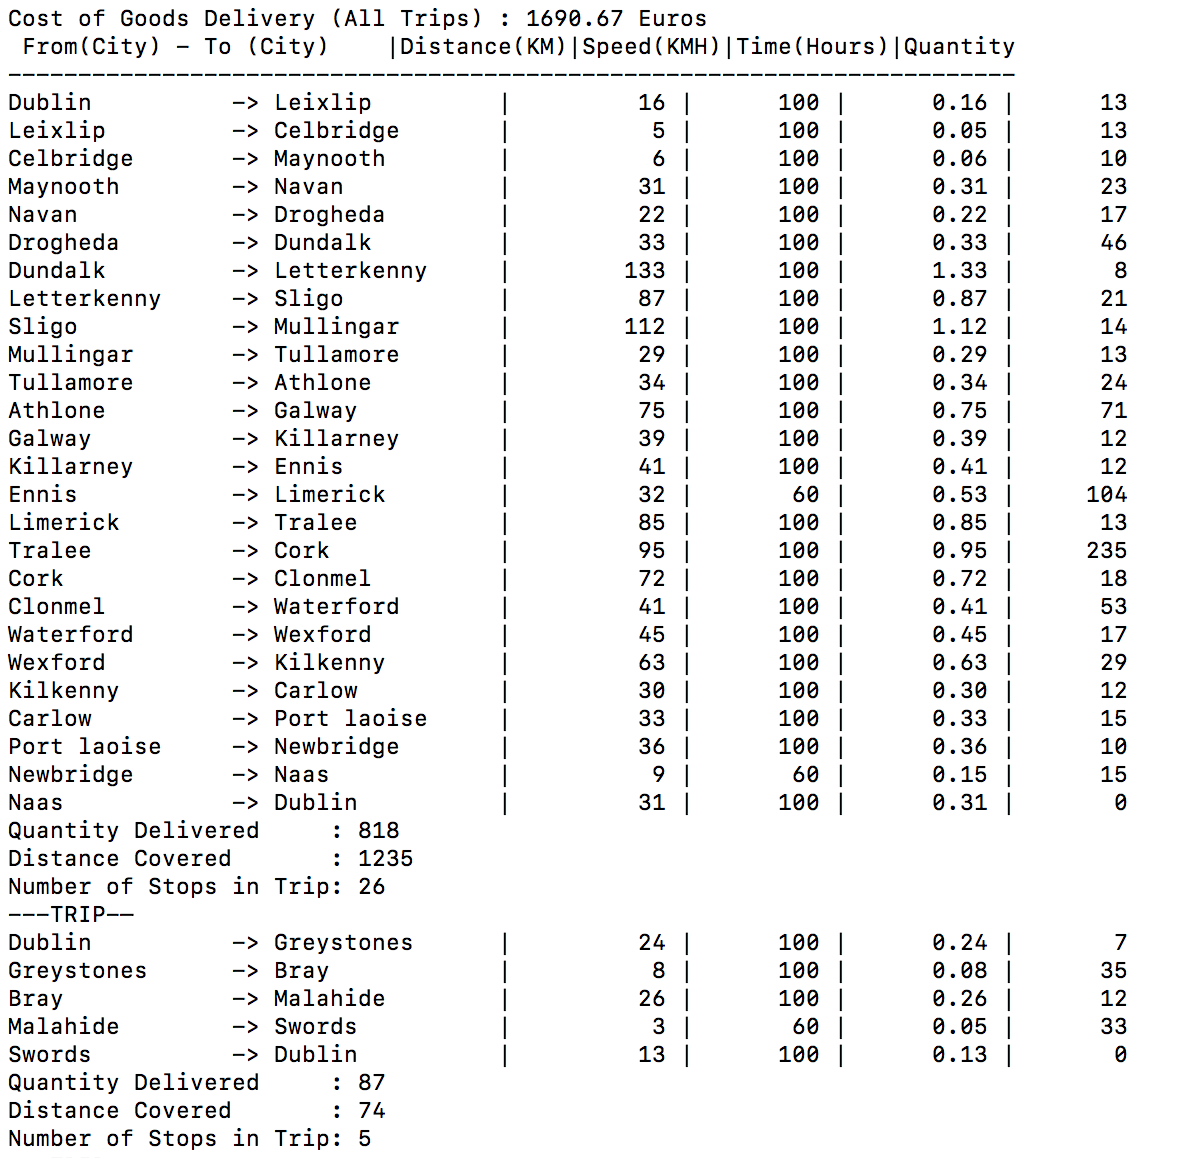 Cost of Goods Delivery (All Trips) : 1690.67 Euros
From(City) - To (City)    |Distance(KM)|Speed(KMH)|Time(Hours)|Quantity
------------------------------------------------------------------------
Dublin          -> Leixlip         |         16 |      100 |      0.16 |      13
Leixlip         -> Celbridge       |          5 |      100 |      0.05 |      13
Celbridge       -> Maynooth        |          6 |      100 |      0.06 |      10
Maynooth        -> Navan           |         31 |      100 |      0.31 |      23
Navan           -> Drogheda        |         22 |      100 |      0.22 |      17
Drogheda        -> Dundalk         |         33 |      100 |      0.33 |      46
Dundalk         -> Letterkenny     |        133 |      100 |      1.33 |       8
Letterkenny     -> Sligo           |         87 |      100 |      0.87 |      21
Sligo           -> Mullingar       |        112 |      100 |      1.12 |      14
Mullingar       -> Tullamore       |         29 |      100 |      0.29 |      13
Tullamore       -> Athlone         |         34 |      100 |      0.34 |      24
Athlone         -> Galway          |         75 |      100 |      0.75 |      71
Galway          -> Killarney       |         39 |      100 |      0.39 |      12
Killarney       -> Ennis           |         41 |      100 |      0.41 |      12
Ennis           -> Limerick        |         32 |       60 |      0.53 |     104
Limerick        -> Tralee          |         85 |      100 |      0.85 |      13
Tralee          -> Cork            |         95 |      100 |      0.95 |     235
Cork            -> Clonmel         |         72 |      100 |      0.72 |      18
Clonmel         -> Waterford       |         41 |      100 |      0.41 |      53
Waterford       -> Wexford         |         45 |      100 |      0.45 |      17
Wexford         -> Kilkenny        |         63 |      100 |      0.63 |      29
Kilkenny        -> Carlow          |         30 |      100 |      0.30 |      12
Carlow          -> Port laoise     |         33 |      100 |      0.33 |      15
Port laoise     -> Newbridge       |         36 |      100 |      0.36 |      10
Newbridge       -> Naas            |          9 |       60 |      0.15 |      15
Naas            -> Dublin          |         31 |      100 |      0.31 |       0
Quantity Delivered     : 818
Distance Covered       : 1235
Number of Stops in Trip: 26
---TRIP--
Dublin          -> Greystones      |         24 |      100 |      0.24 |       7
Greystones      -> Bray            |          8 |      100 |      0.08 |      35
Bray            -> Malahide        |         26 |      100 |      0.26 |      12
Malahide        -> Swords          |          3 |       60 |      0.05 |      33
Swords          -> Dublin          |         13 |      100 |      0.13 |       0
Quantity Delivered     : 87
Distance Covered       : 74
Number of Stops in Trip: 5